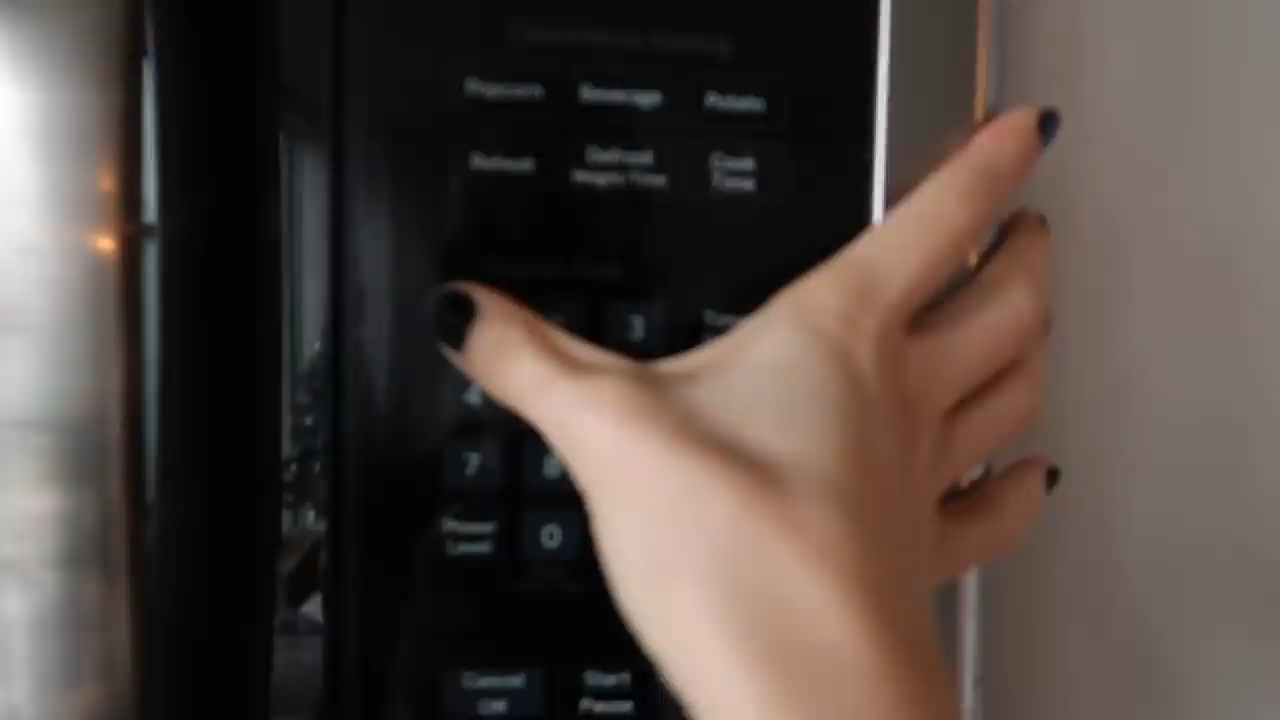 Popcorn Beverage Potato
Reheat Defrost Cook
Weight/Time Time
3
4
7 8
Power
Level 0
Cancel Start
Off Pause